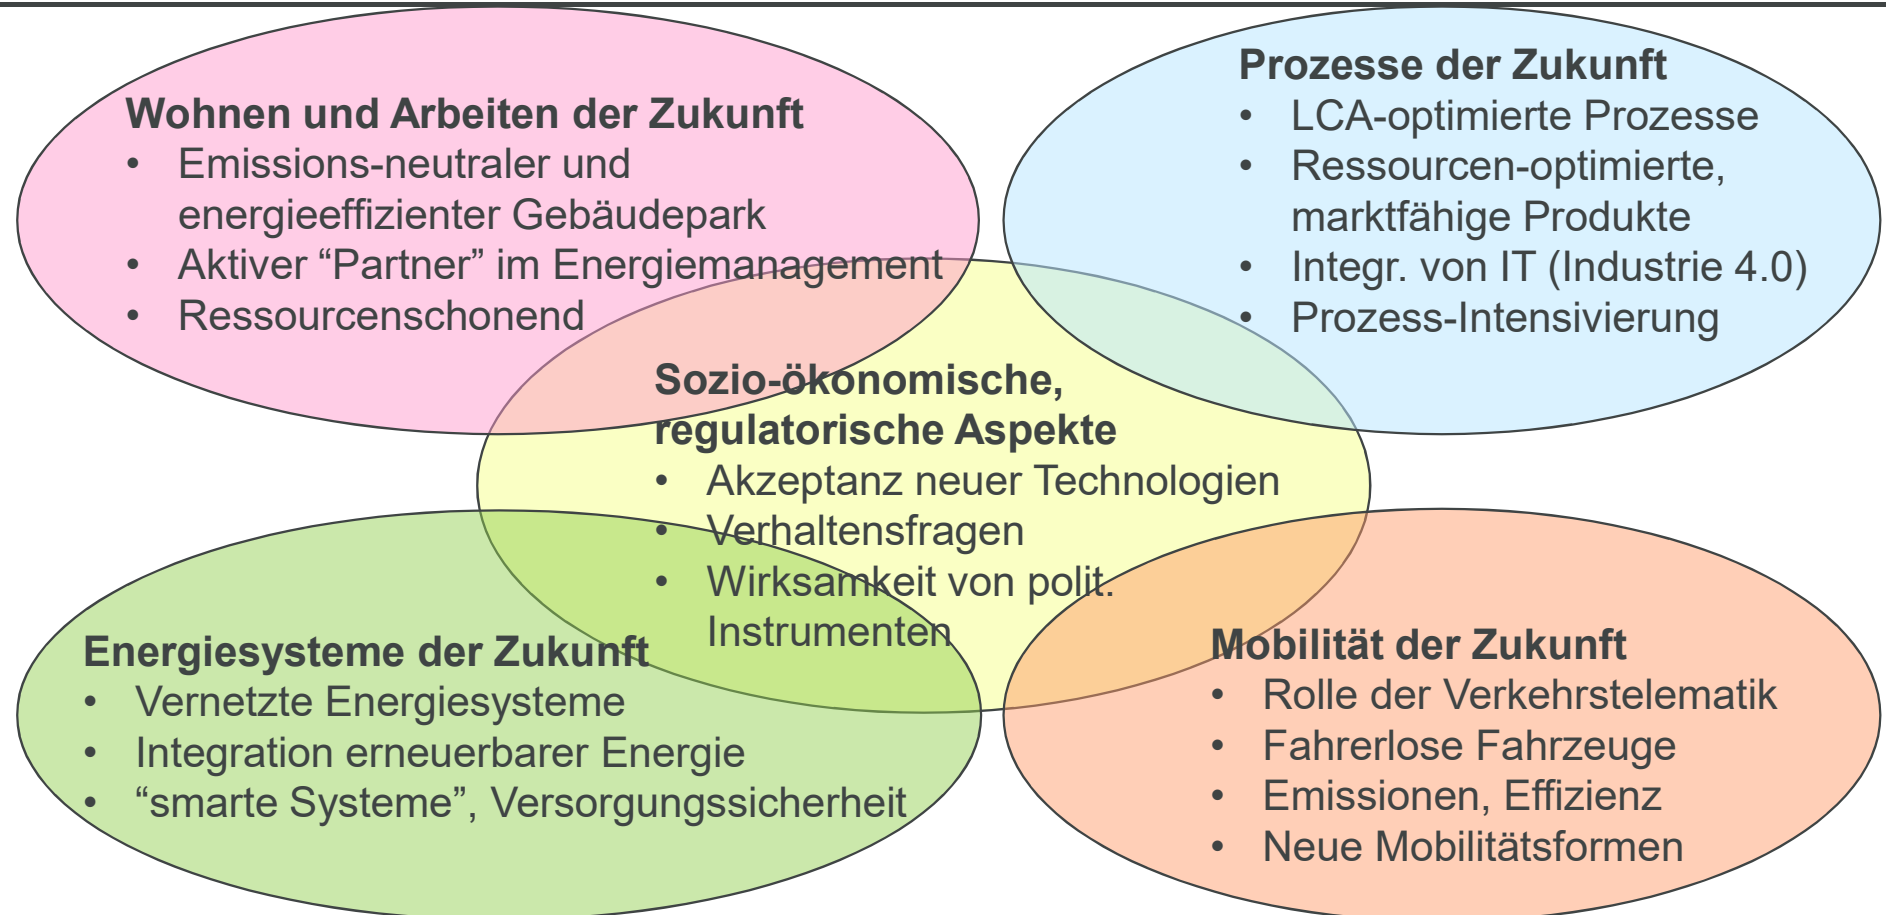 Wohnen und Arbeiten der Zukunft
• Emissions-neutraler und
energieeffizienter Gebäudepark
• Aktiver “Partner” im Energiemanagement
• Ressourcenschonend
Prozesse der Zukunft
• LCA-optimierte Prozesse
• Ressourcen-optimierte,
marktfähige Produkte
• Integr. von IT (Industrie 4.0)
• Prozess-Intensivierung
Sozio-ökonomische,
regulatorische Aspekte
• Akzeptanz neuer Technologien
• Verhaltensfragen
• Wirksamkeit von polit.
Instrumenten
Energiesysteme der Zukunft
• Vernetzte Energiesysteme
• Integration erneuerbarer Energie
• “smarte Systeme”, Versorgungssicherheit
Mobilität der Zukunft
• Rolle der Verkehrstelematik
• Fahrerlose Fahrzeuge
• Emissionen, Effizienz
• Neue Mobilitätsformen